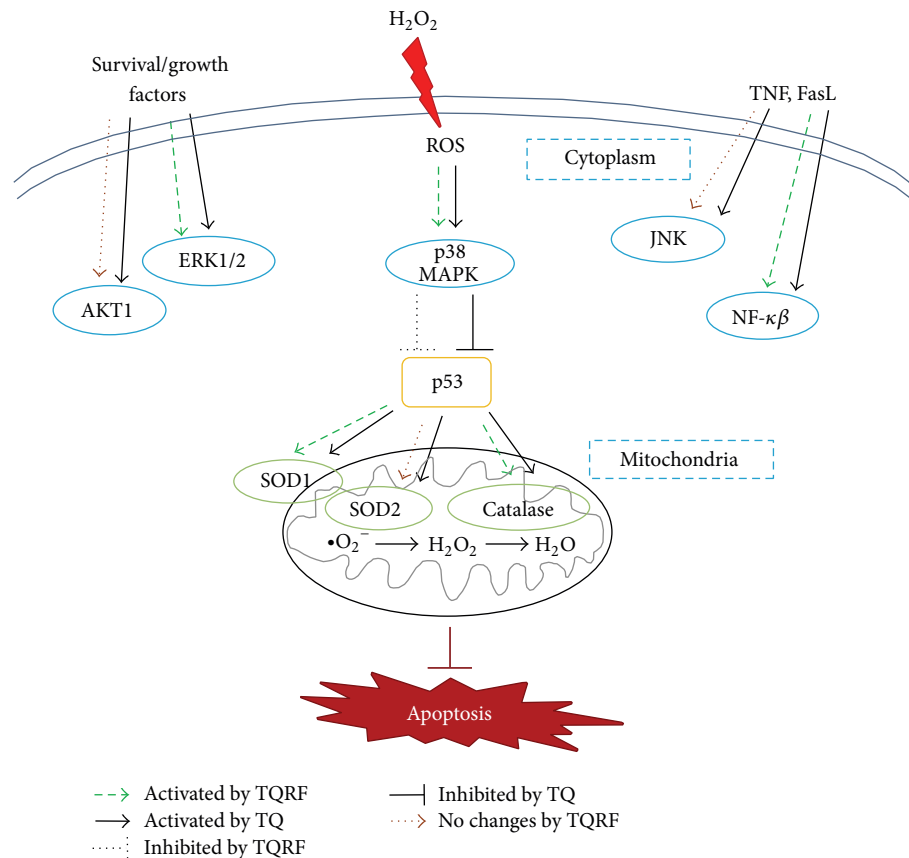 H₂O₂
Survival/growth
factors
TNF, FasL
ROS
Cytoplasm
ERK1/2
p38
MAPK
JNK
AKT1
NF-κβ
p53
Mitochondria
SOD1
SOD2
Catalase
•O₂⁻ H₂O₂ H₂O
Apoptosis
Activated by TQRF
Activated by TQ
Inhibited by TQRF
Inhibited by TQ
No changes by TQRF